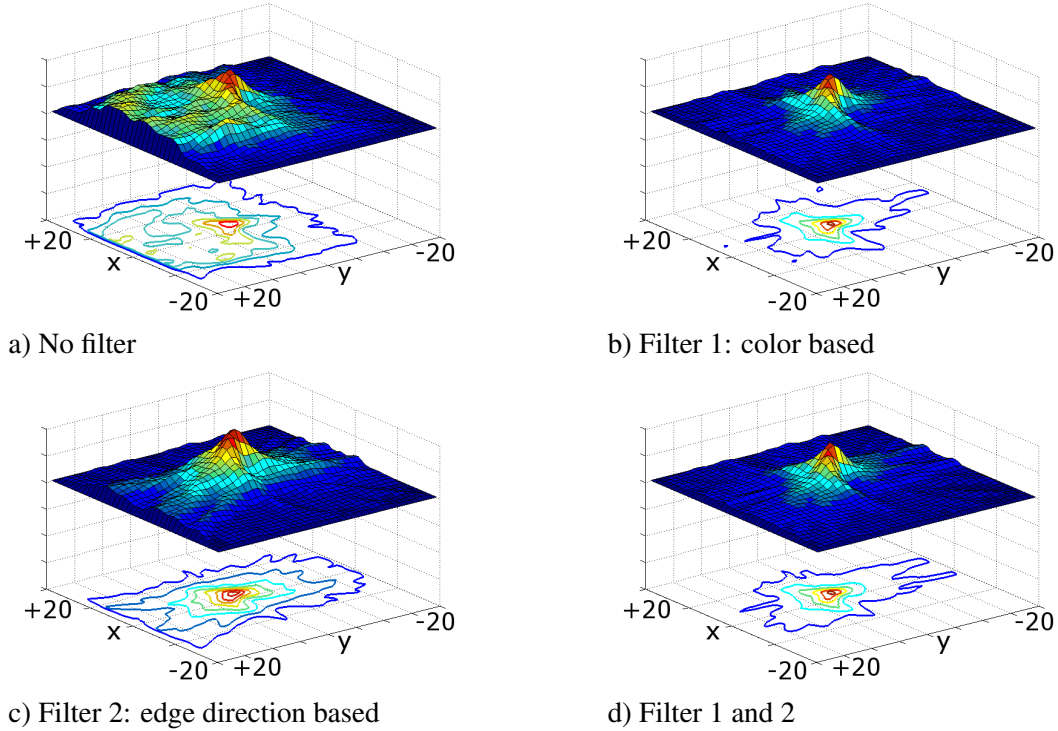 +20
x
-20
+20
y
-20
a) No filter
+20
x
-20
+20
y
-20
b) Filter 1: color based
+20
x
-20
+20
y
-20
c) Filter 2: edge direction based
+20
x
-20
+20
y
-20
d) Filter 1 and 2